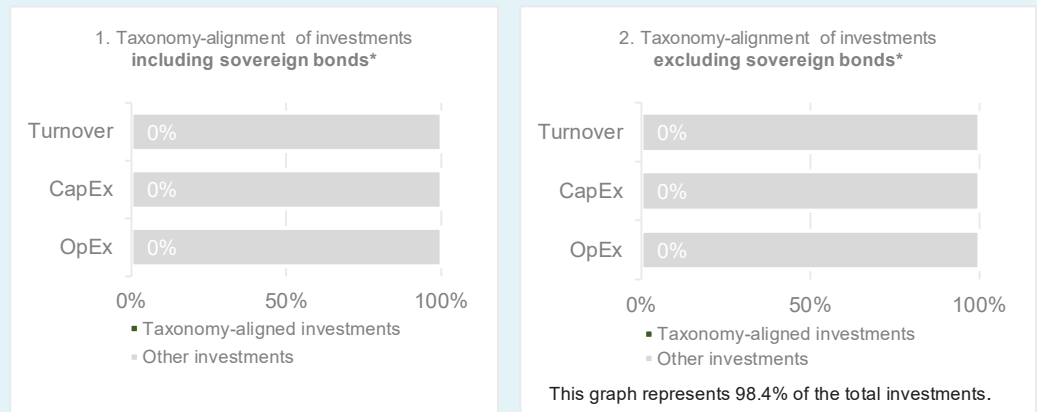 1. Taxonomy-alignment of investments
including sovereign bonds*
Turnover 0%
CapEx 0%
OpEx 0%
0% 50% 100%
Taxonomy-aligned investments
Other investments
2. Taxonomy-alignment of investments
excluding sovereign bonds*
Turnover 0%
CapEx 0%
OpEx 0%
0% 50% 100%
Taxonomy-aligned investments
Other investments
This graph represents 98.4% of the total investments.